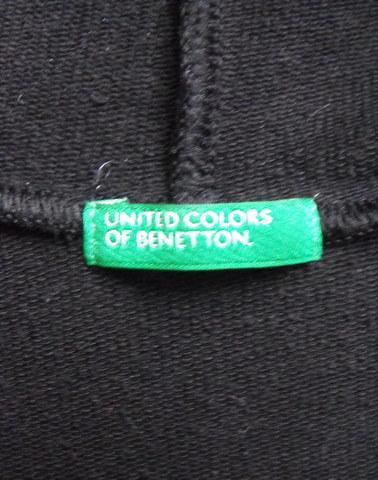 UNITED COLORS
OF BENETTON.